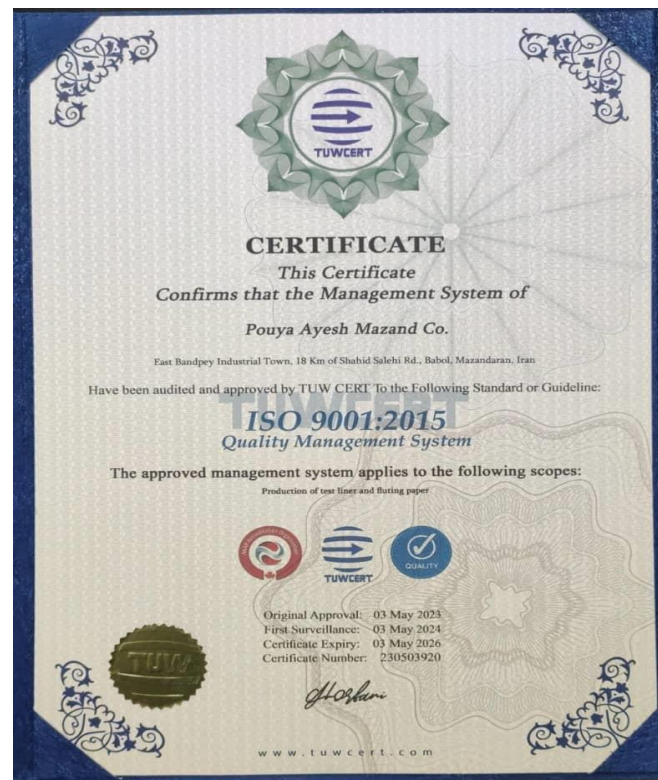 TUWCERT
CERTIFICATE
This Certificate
Confirms that the Management System of
Pouya Ayesh Mazand Co.
East Bandpey Industrial Town, 18 Km of Shahid Salehi Rd., Babol, Mazandaran, Iran
Have been audited and approved by TUW CERT To the Following Standard or Guideline:
TUWCERT
ISO 9001:2015
Quality Management System
The approved management system applies to the following scopes:
Production of test liner and fluting paper
TUWCERT
QUALITY
Original Approval: 03 May 2023
First Surveillance: 03 May 2024
Certificate Expiry: 03 May 2026
Certificate Number: 230503920
TUW
www.tuwcert.com